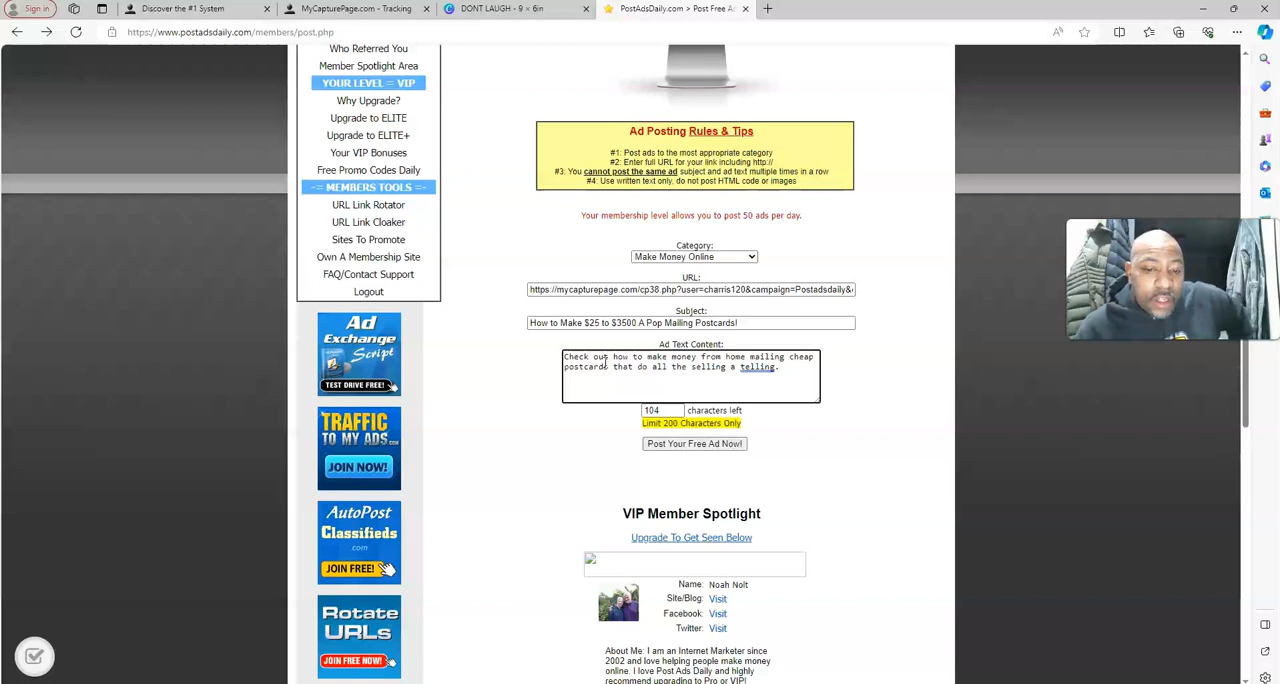 Sign in
Discover the #1 System
MyCapturePage.com - Tracking
DONT LAUGH - 9 × 6in
PostAdsDaily.com > Post Free Ad
https://www.postadsdaily.com/members/post.php
Who Referred You
Member Spotlight Area
YOUR LEVEL = VIP
Why Upgrade?
Upgrade to ELITE
Upgrade to ELITE+
Your VIP Bonuses
Free Promo Codes Daily
-= MEMBERS TOOLS =-
URL Link Rotator
URL Link Cloaker
Sites To Promote
Own A Membership Site
FAQ/Contact Support
Logout
Ad
Exchange
Script
TEST DRIVE FREE!
TRAFFIC
TO MY ADS.com
JOIN NOW!
AutoPost
Classifieds
.com
JOIN FREE!
Rotate
URLs
JOIN FREE NOW!
Ad Posting Rules & Tips
#1: Post ads to the most appropriate category
#2: Enter full URL for your link including http://
#3: You cannot post the same ad subject and ad text multiple times in a row
#4: Use written text only, do not post HTML code or images
Your membership level allows you to post 50 ads per day.
Category:
Make Money Online
URL:
https://mycapturepage.com/cp38.php?user=charris120&campaign=Postadsdaily&
Subject:
How to Make $25 to $3500 A Pop Mailing Postcards!
Ad Text Content:
Check out how to make money from home mailing cheap
postcards that do all the selling a telling.
104 characters left
Limit 200 Characters Only
Post Your Free Ad Now!
VIP Member Spotlight
Upgrade To Get Seen Below
Name: Noah Nolt
Site/Blog: Visit
Facebook: Visit
Twitter: Visit
About Me: I am an Internet Marketer since
2002 and love helping people make money
online. I love Post Ads Daily and highly
recommend upgrading to Pro or VIP!